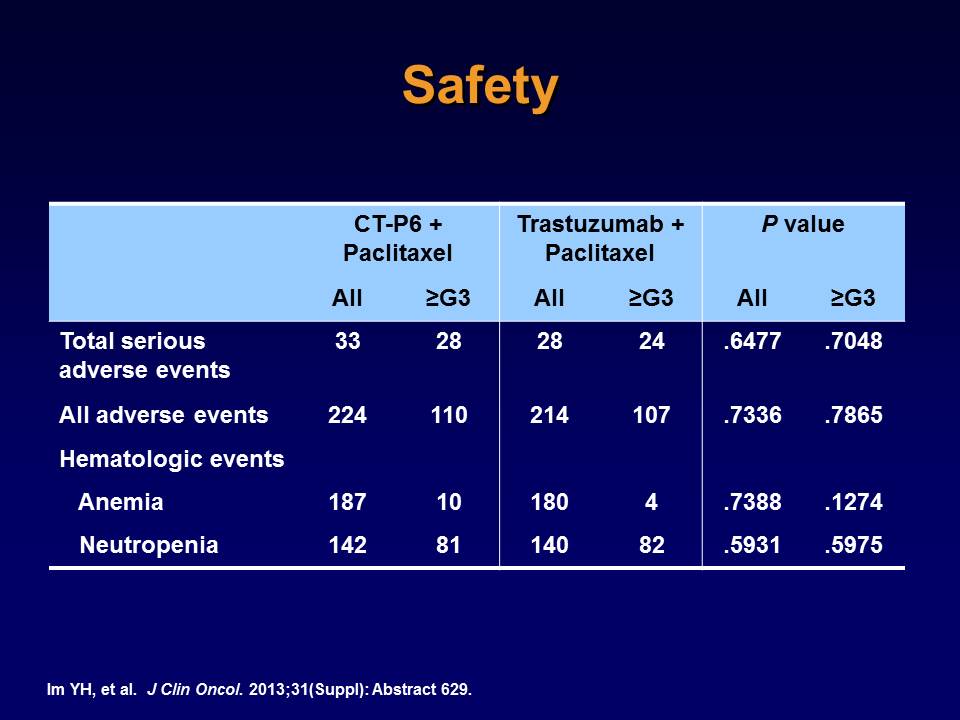 Safety
CT-P6 + Trastuzumab + P value
Paclitaxel Paclitaxel
All ≥G3 All ≥G3 All ≥G3
Total serious 33 28 28 24 .6477 .7048
adverse events
All adverse events 224 110 214 107 .7336 .7865
Hematologic events
Anemia 187 10 180 4 .7388 .1274
Neutropenia 142 81 140 82 .5931 .5975
Im YH, et al. J Clin Oncol. 2013;31(Suppl): Abstract 629.